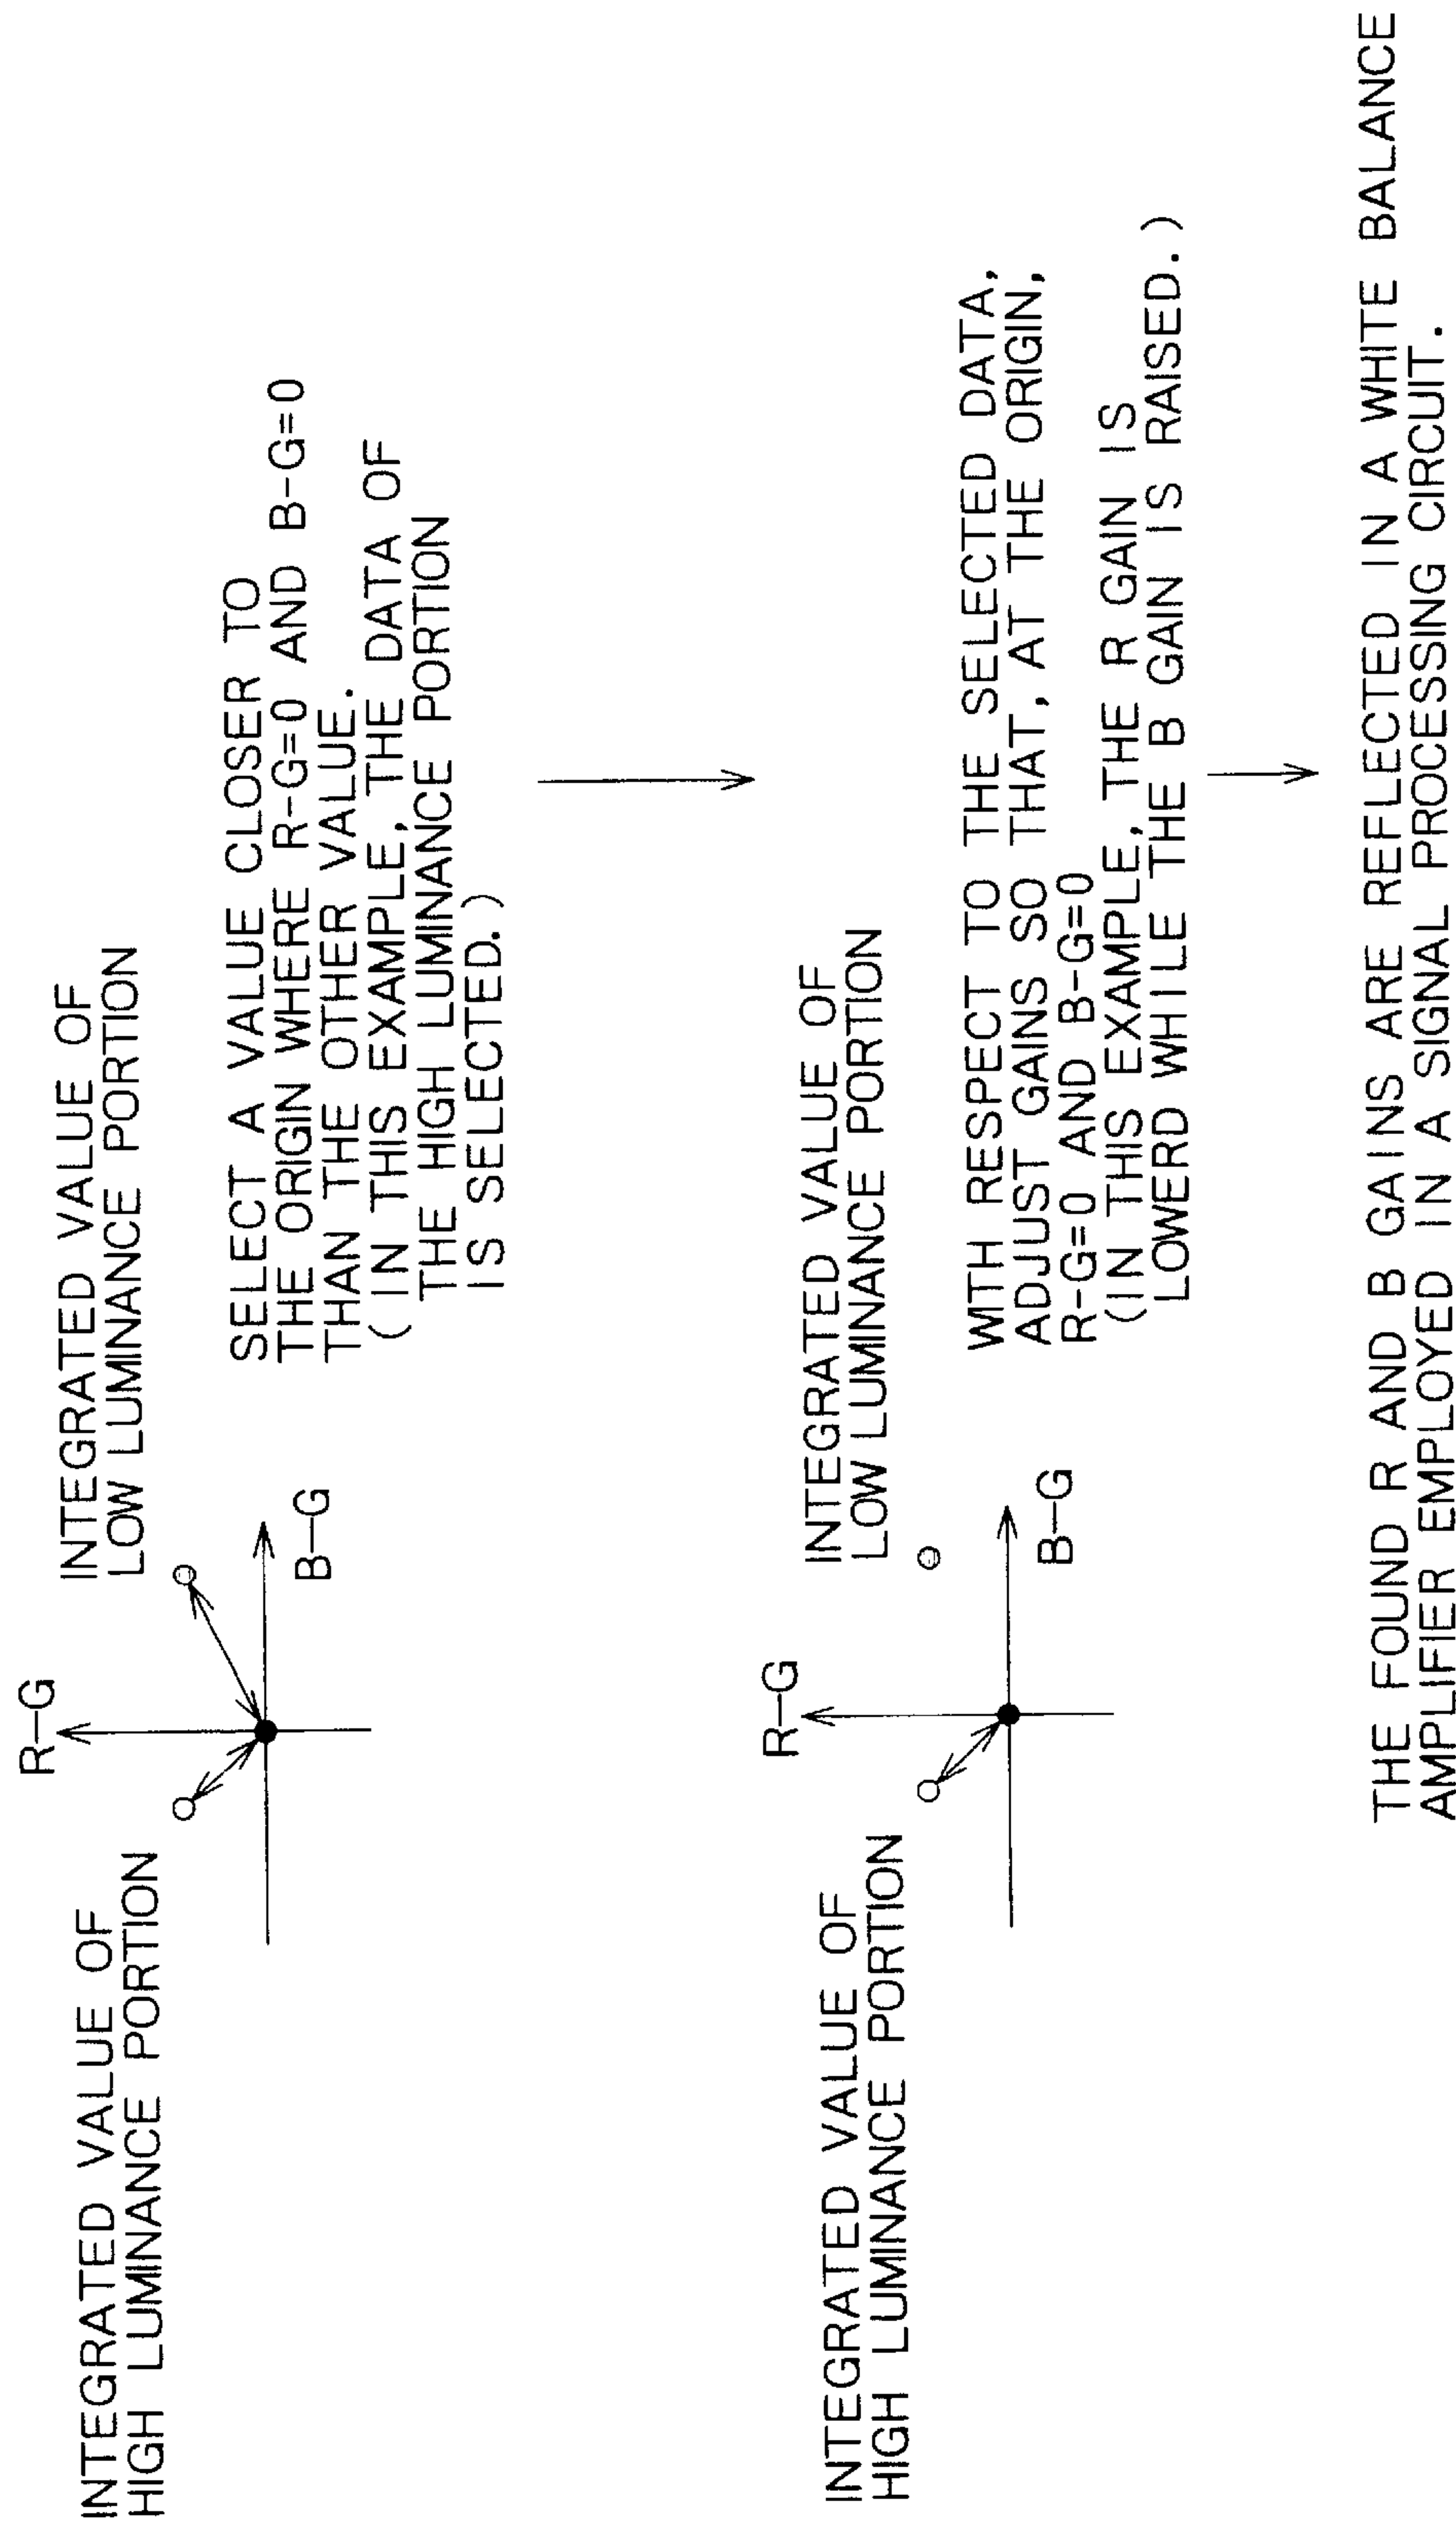 INTEGRATED VALUE OF
HIGH LUMINANCE PORTION
R-G
INTEGRATED VALUE OF
LOW LUMINANCE PORTION
B-G
SELECT A VALUE CLOSER TO
THE ORIGIN WHERE R-G=0 AND B-G=0
THAN THE OTHER VALUE.
(IN THIS EXAMPLE, THE DATA OF
THE HIGH LUMINANCE PORTION
IS SELECTED.)
INTEGRATED VALUE OF
HIGH LUMINANCE PORTION
R-G
INTEGRATED VALUE OF
LOW LUMINANCE PORTION
B-G
WITH RESPECT TO THE SELECTED DATA,
ADJUST GAINS SO THAT, AT THE ORIGIN,
R-G=0 AND B-G=0
(IN THIS EXAMPLE, THE R GAIN IS
LOWERD WHILE THE B GAIN IS RAISED.)
THE FOUND R AND B GAINS ARE REFLECTED IN A WHITE BALANCE
AMPLIFIER EMPLOYED IN A SIGNAL PROCESSING CIRCUIT.